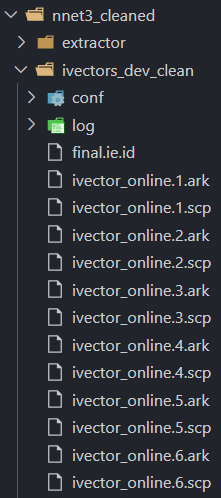 nnet3_cleaned
extractor
ivectors_dev_clean
conf
log
final.ie.id
ivector_online.1.ark
ivector_online.1.scp
ivector_online.2.ark
ivector_online.2.scp
ivector_online.3.ark
ivector_online.3.scp
ivector_online.4.ark
ivector_online.4.scp
ivector_online.5.ark
ivector_online.5.scp
ivector_online.6.ark
ivector_online.6.scp